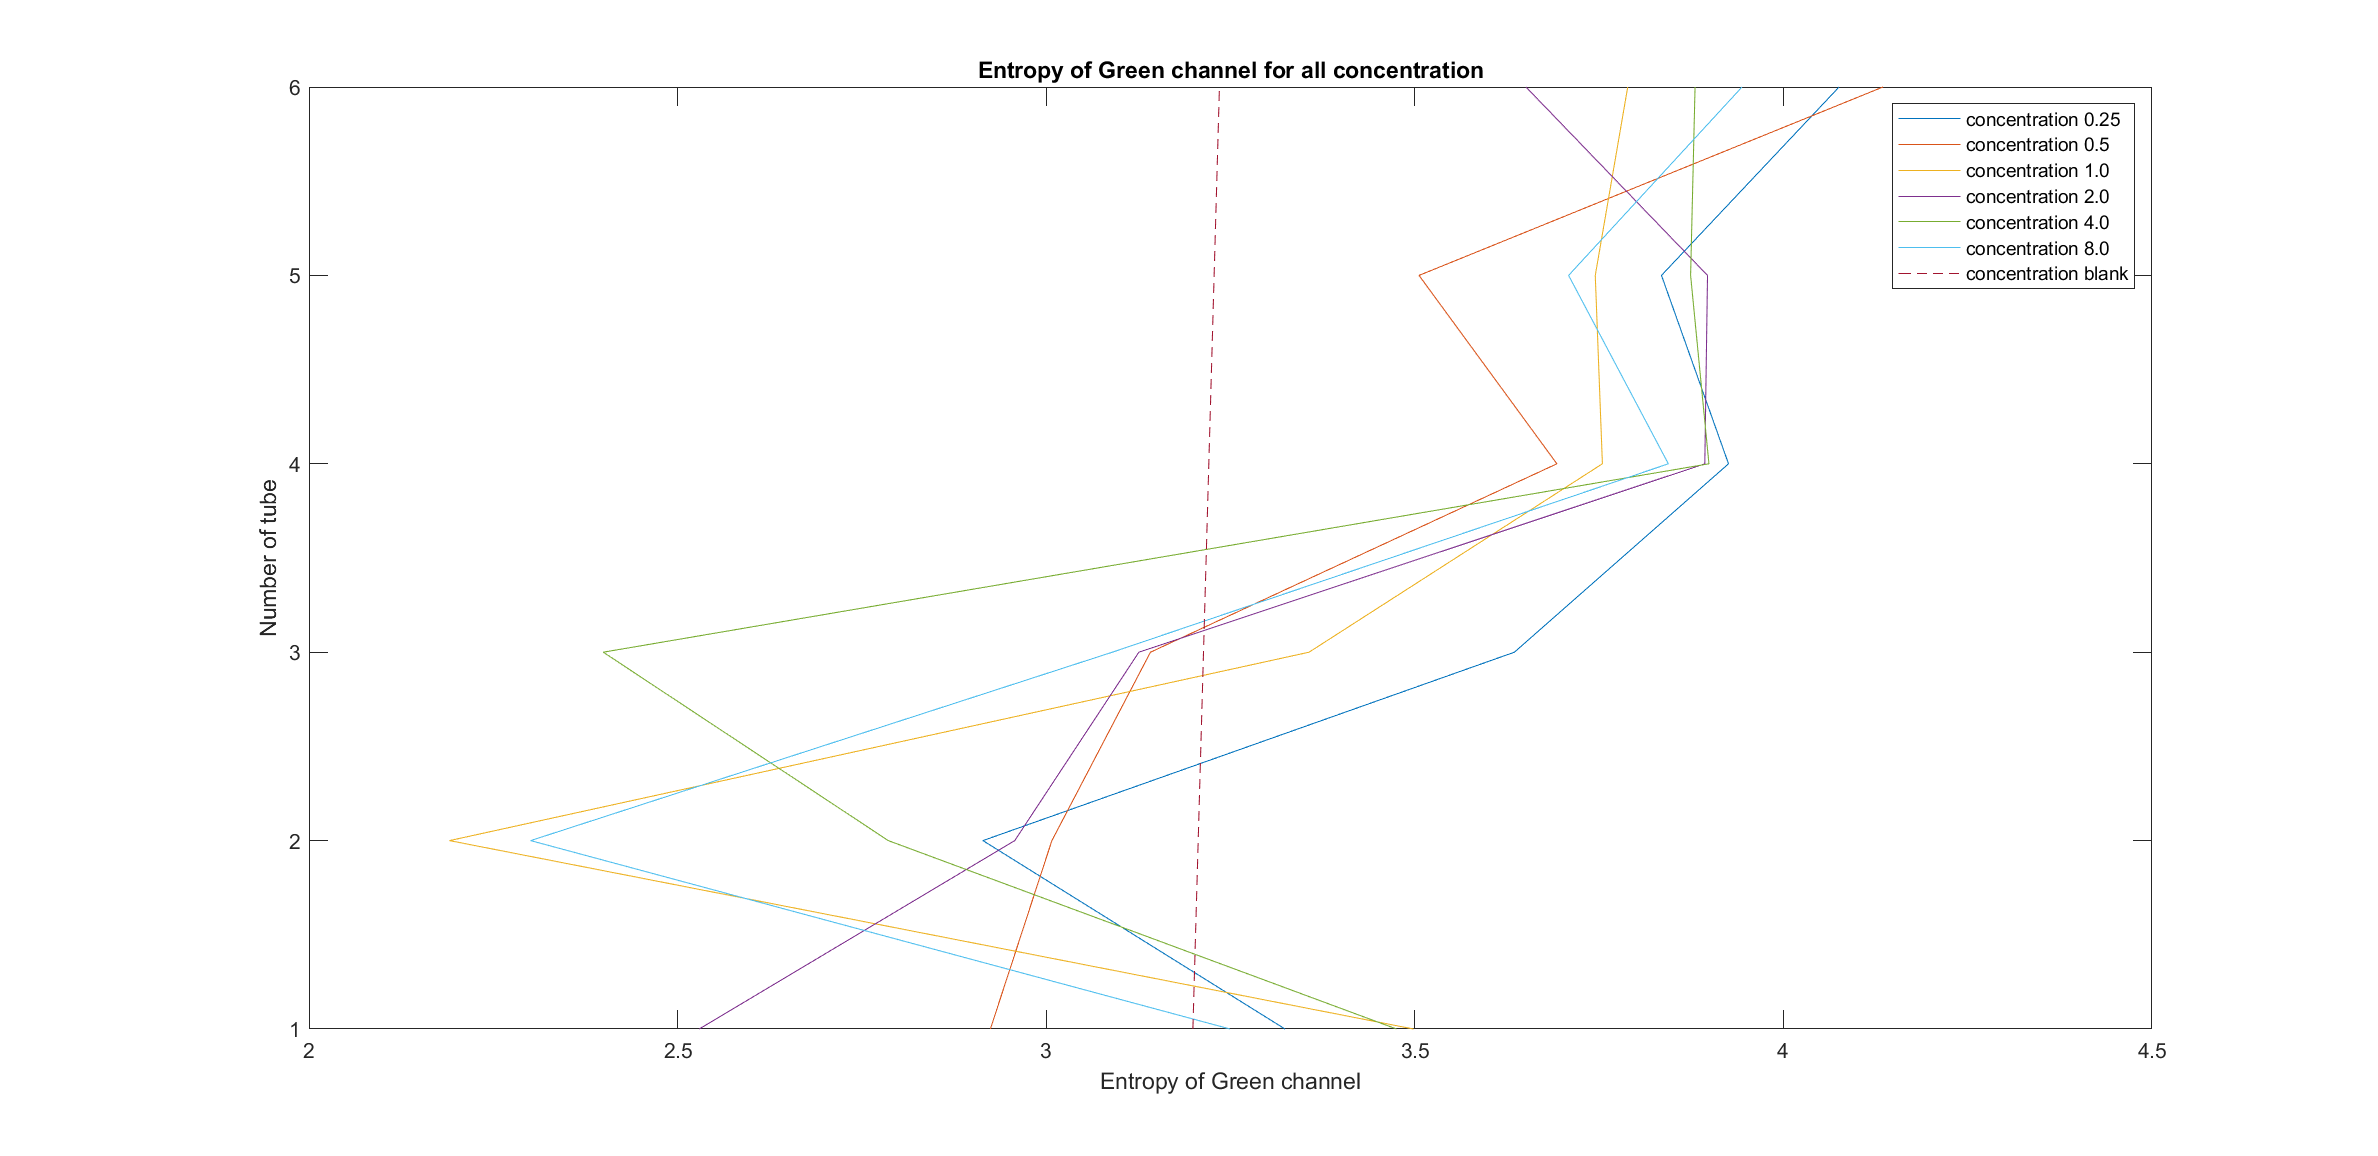 Entropy of Green channel for all concentration
6
5
4
3
2
1
Number of tube
concentration 0.25
concentration 0.5
concentration 1.0
concentration 2.0
concentration 4.0
concentration 8.0
concentration blank
2 2.5 3 3.5 4 4.5
Entropy of Green channel